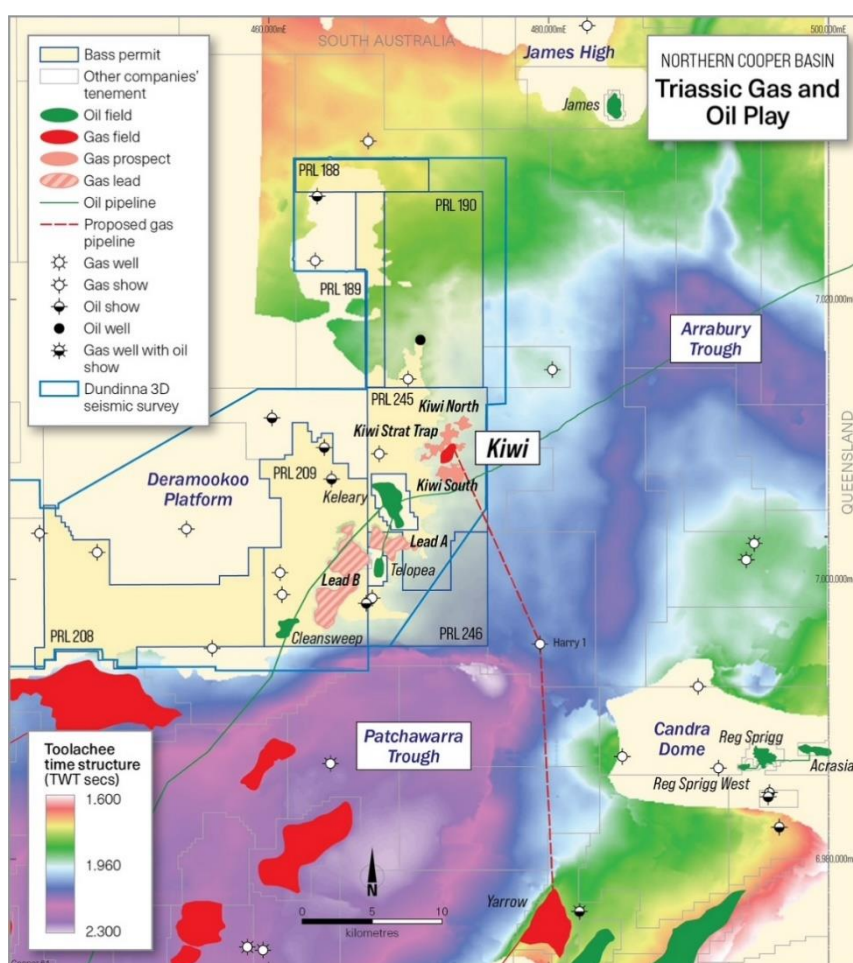 460,000mE
480,000mE
500,000mE
SOUTH AUSTRALIA
James High
NORTHERN COOPER BASIN
Triassic Gas and
Oil Play
Bass permit
Other companies'
tenement
Oil field
Gas field
Gas prospect
Gas lead
Oil pipeline
Proposed gas
pipeline
Gas well
Gas show
Oil show
Oil well
Gas well with oil
show
Dundinna 3D
seismic survey
James
PRL 188
PRL 190
PRL 189
7,020,000mN
Arrabury
Trough
QUEENSLAND
PRL 245
Kiwi North
Kiwi Strat Trap
Kiwi
Kiwi South
PRL 209
Deramookoo
Platform
Keleary
Lead A
Telopea
Lead B
7,000,000mN
Cleansweep
PRL 208
PRL 246
Harry 1
Patchawarra
Trough
Candra
Dome
Reg Sprigg
Acrasia
Reg Sprigg West
Toolachee
time structure
(TWT secs)
1.600
1.960
2.300
6,980,000mN
Yarrow
N
0
5
10
kilometres